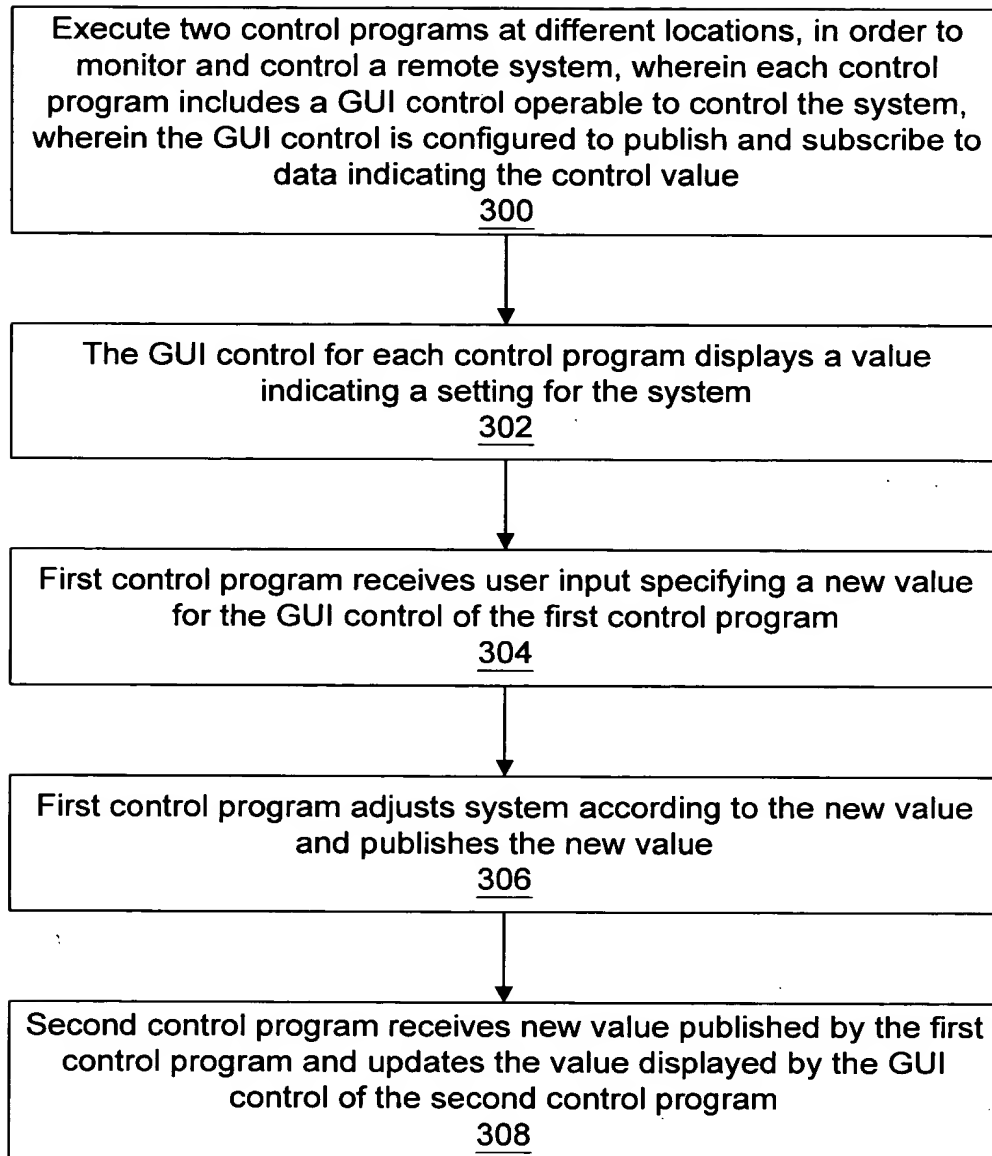 Execute two control programs at different locations, in order to
monitor and control a remote system, wherein each control
program includes a GUI control operable to control the system,
wherein the GUI control is configured to publish and subscribe to
data indicating the control value
300
The GUI control for each control program displays a value
indicating a setting for the system
302
First control program receives user input specifying a new value
for the GUI control of the first control program
304
First control program adjusts system according to the new value
and publishes the new value
306
Second control program receives new value published by the first
control program and updates the value displayed by the GUI
control of the second control program
308